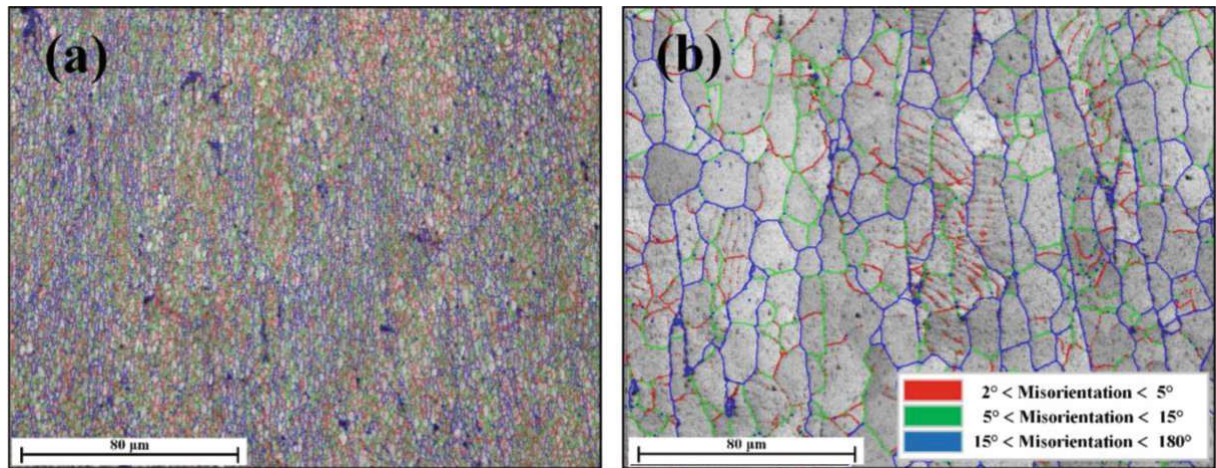 (a)
(b)
2° < Misorientation < 5°
5° < Misorientation < 15°
15° < Misorientation < 180°
80 μm
80 μm